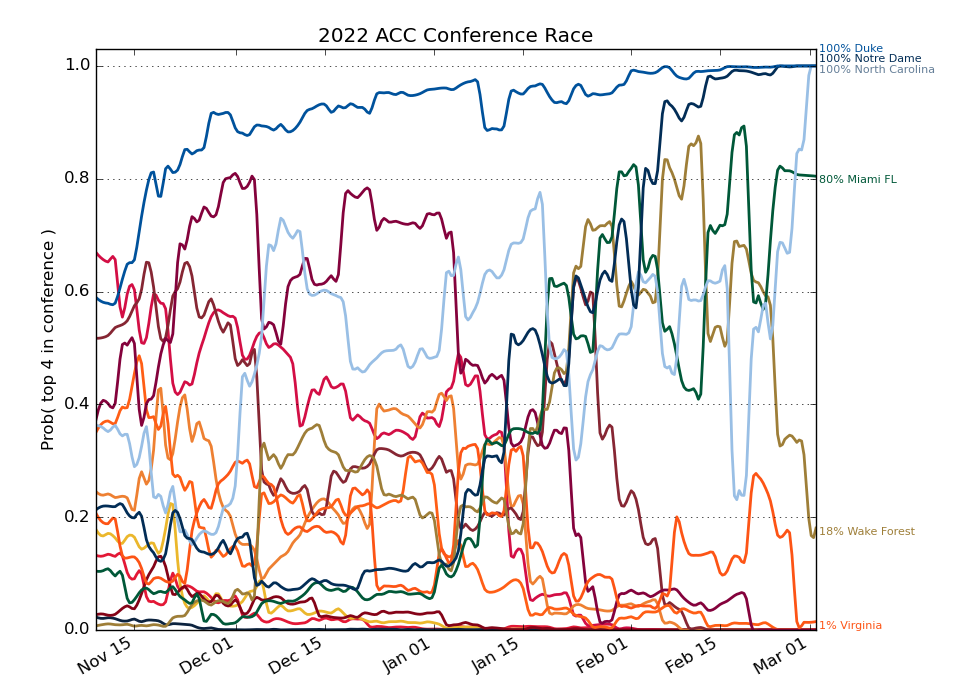 2022 ACC Conference Race
Prob( top 4 in conference )
1.0
0.8
0.6
0.4
0.2
0.0
Nov 15
Dec 01
Dec 15
Jan 01
Jan 15
Feb 01
Feb 15
Mar 01
100% Duke
100% Notre Dame
100% North Carolina
80% Miami FL
18% Wake Forest
1% Virginia